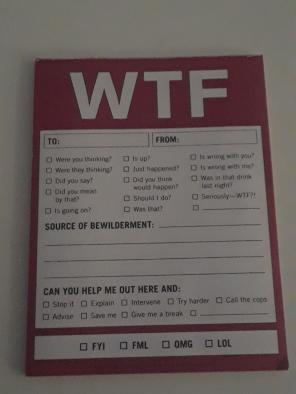 WTF
TO: FROM:
Were you thinking? Is up? Is wrong with you?
Were they thinking? Just happened? Is wrong with me?
Did you say? Did you think would happen? Was in that drink last night?
Did you mean by that? Should I do? Seriously—WTF?!
Is going on? Was that?
SOURCE OF BEWILDERMENT:
CAN YOU HELP ME OUT HERE AND:
Stop it Explain Intervene Try harder Call the cops
Advise Save me Give me a break
FYI FML OMG LOL